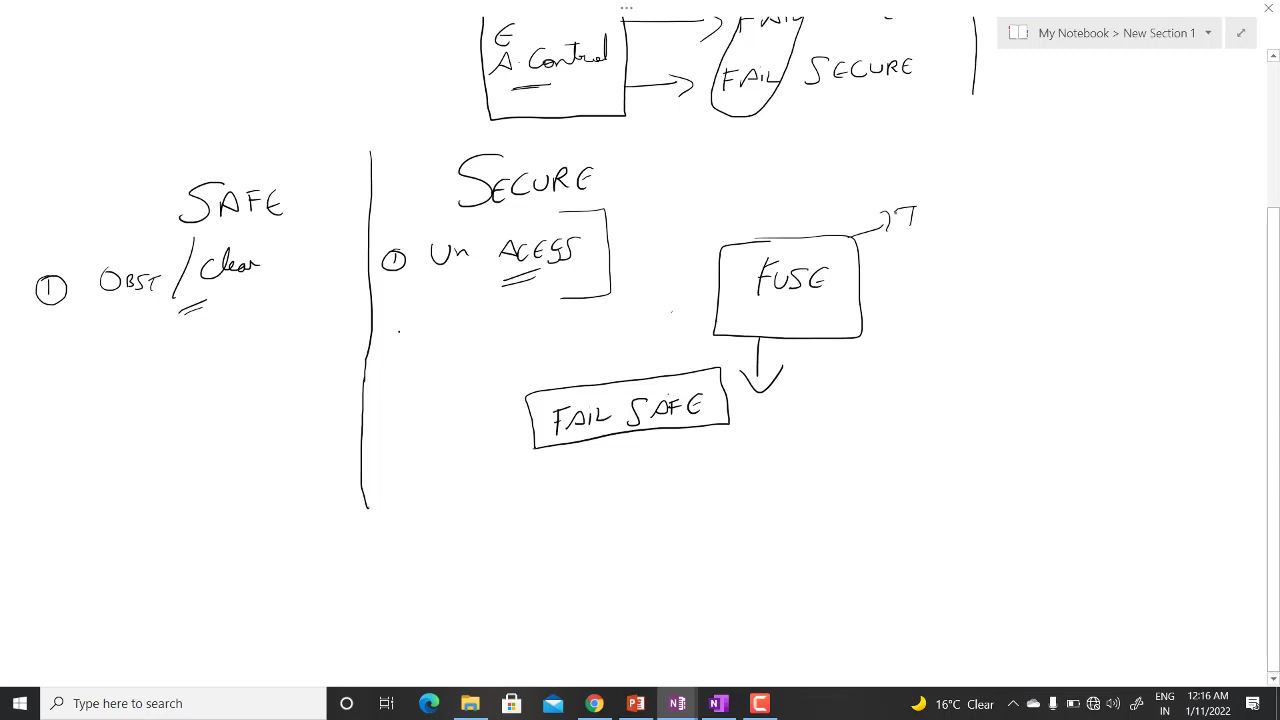 My Notebook > New Section 1
E
A. Control
FAIL
FAIL SECURE
SAFE
SECURE
① OBST / Clear
① Un ACESS
FUSE
FAIL SAFE
Type here to search
16°C Clear
ENG
IN
12:16 AM
1/11/2022